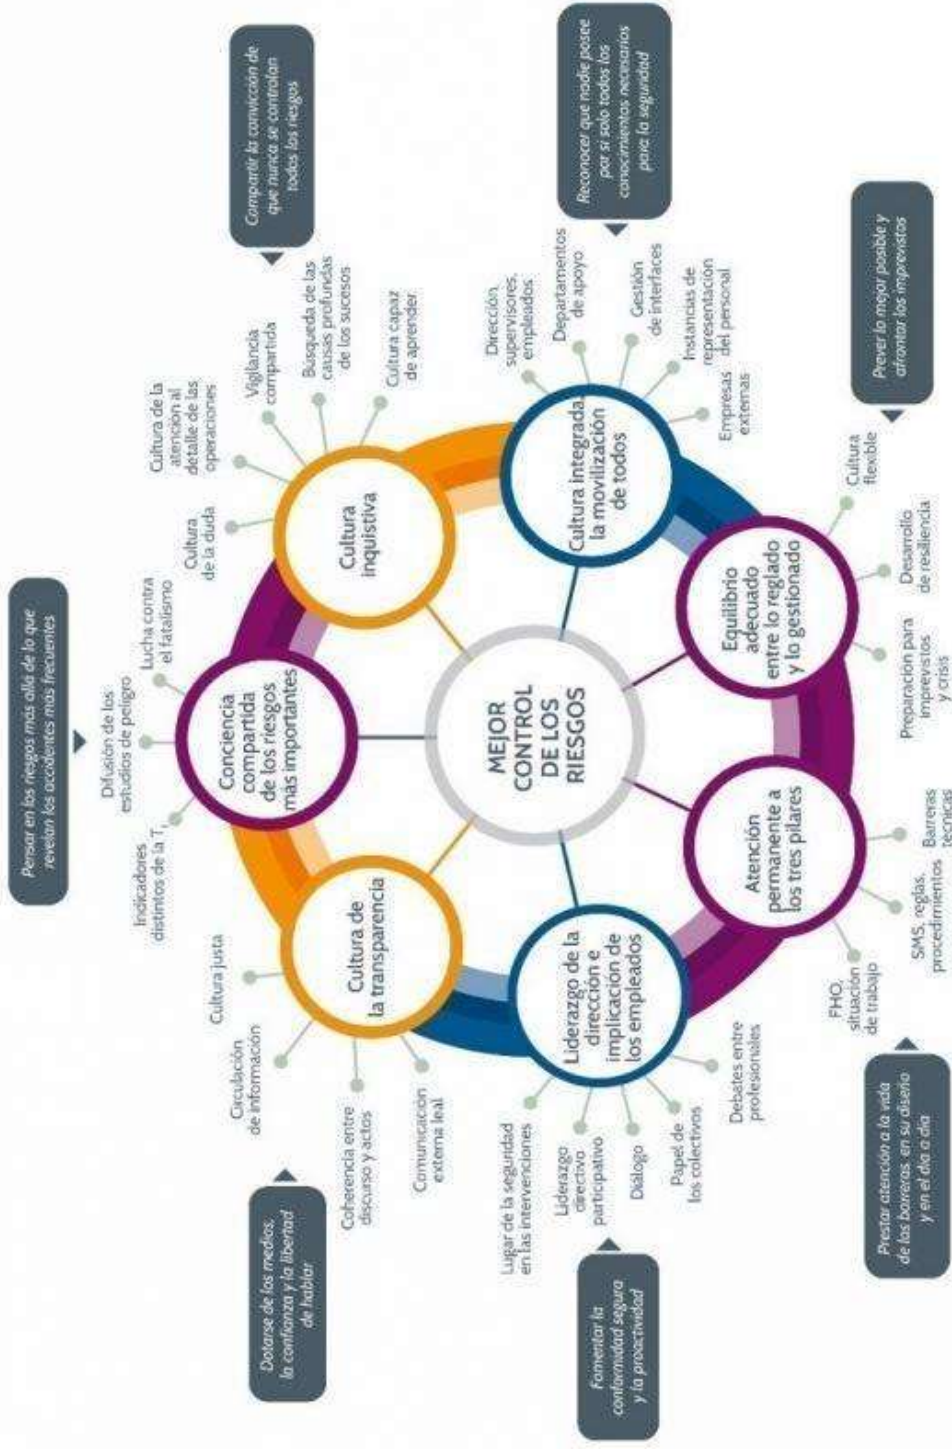 Pensar en los riesgos más allá de lo que
revelan los accidentes más frecuentes
Indicadores
distintos de la T
Difusión de los
estudios de peligro
Lucha contra
el fatalismo
Conciencia
compartida
de los riesgos
más importantes
Compartir la convicción de
que nunca se controlan
todos los riesgos
Cultura
de la duda
Cultura de la
atención al
detalle de las
operaciones
Vigilancia
compartida
Búsqueda de las
causas profundas
de los sucesos
Cultura capaz
de aprender
Cultura
inquistiva
Reconocer que nadie posee
por si solo todos los
conocimientos necesarios
para la seguridad
Dirección,
supervisores,
empleados
Departamentos
de apoyo
Gestión
de interfaces
Instancias de
representación
del personal
Empresas
externas
Cultura integrada,
la movilización
de todos
Prever lo mejor posible y
afrontar los imprevistos
Cultura
flexible
Desarrollo
de resiliencia
Preparación para
imprevistos
y crisis
Equilibrio
adecuado
entre lo reglado
y lo gestionado
Prestar atención a la vida
de las barreras, en su diseño
y en el día a día
Barreras
técnicas
SMS, reglas,
procedimientos
FHO,
situación
de trabajo
Atención
permanente a
los tres pilares
Fomentar la
conformidad segura
y la proactividad
Debates entre
profesionales
Papel de
los colectivos
Diálogo
Liderazgo
directivo
participativo
Lugar de la seguridad
en las intervenciones
Liderazgo de la
dirección e
implicación de
los empleados
Dotarse de los medios,
la confianza y la libertad
de hablar
Comunicación
externa leal
Coherencia entre
discurso y actos
Circulación
de información
Cultura justa
Cultura de
la transparencia
MEJOR
CONTROL
DE LOS
RIESGOS